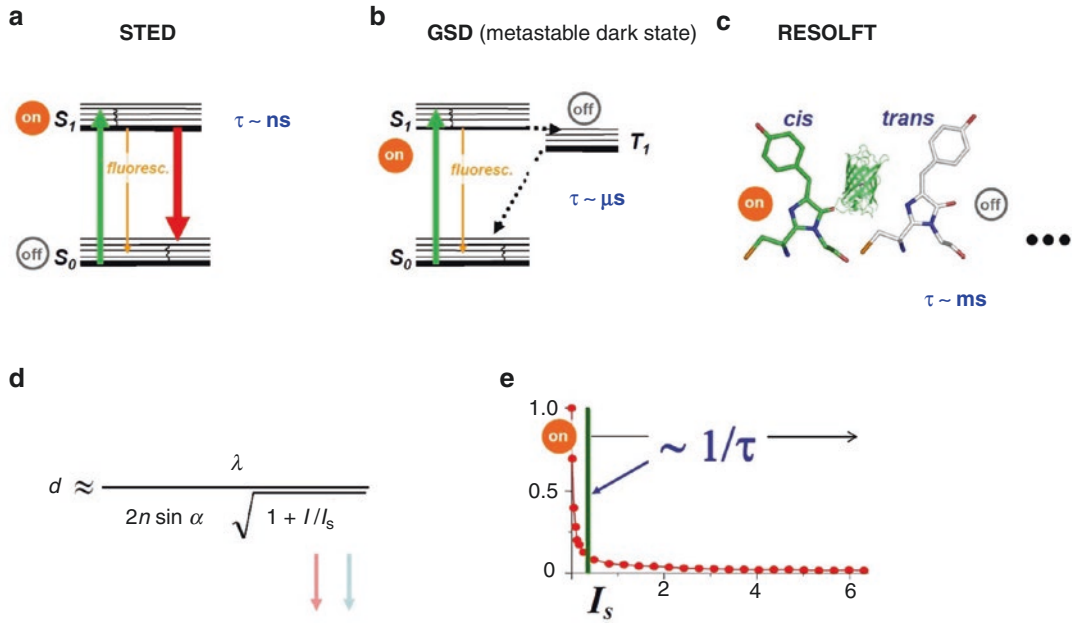 a
STED
on
S1
τ ~ ns
fluoresc.
off
S0
b
GSD (metastable dark state)
S1
off
on
T1
fluoresc.
τ ~ μs
S0
c
RESOLFT
cis
trans
on
off
τ ~ ms
d
d ≈ λ / 2n sin α √1 + I/Is
e
1.0
on
~ 1/τ
0.5
0
2
4
6
Is